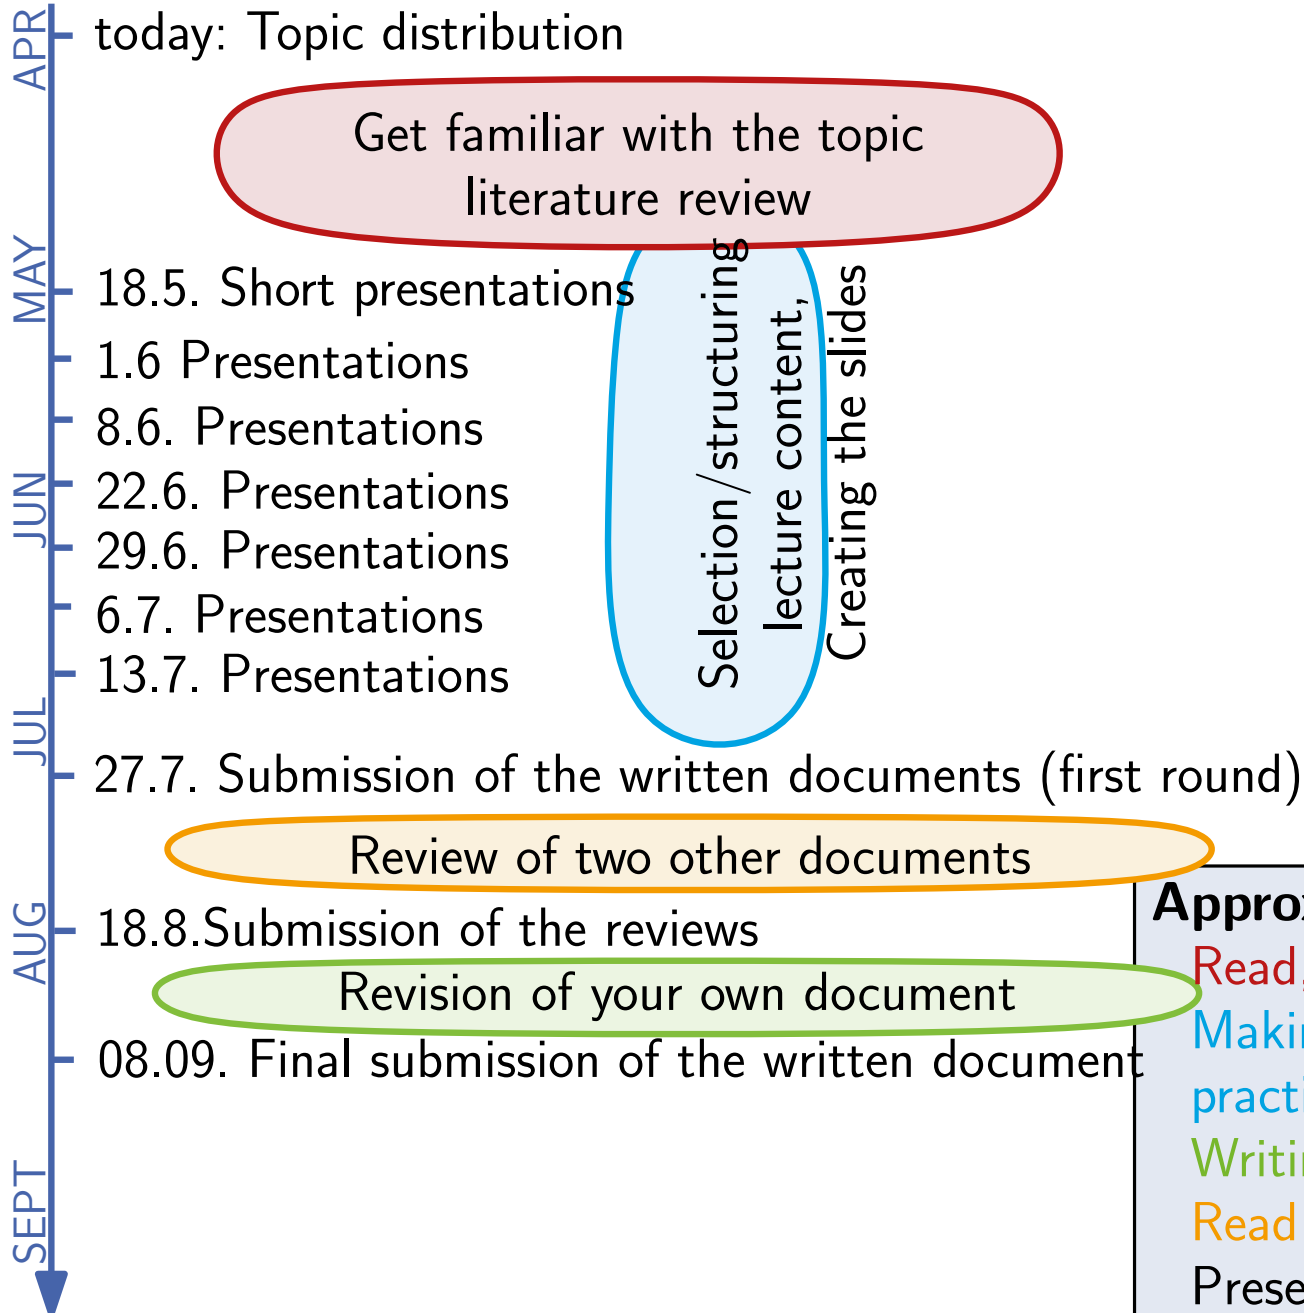 APR
today: Topic distribution
Get familiar with the topic
literature review
MAY
18.5. Short presentations
1.6 Presentations
8.6. Presentations
JUN
22.6. Presentations
29.6. Presentations
6.7. Presentations
13.7. Presentations
Selection/structuring
lecture content,
Creating the slides
JUL
27.7. Submission of the written documents (first round)
Review of two other documents
AUG
18.8.Submission of the reviews
Revision of your own document
08.09. Final submission of the written document
SEPT
Read